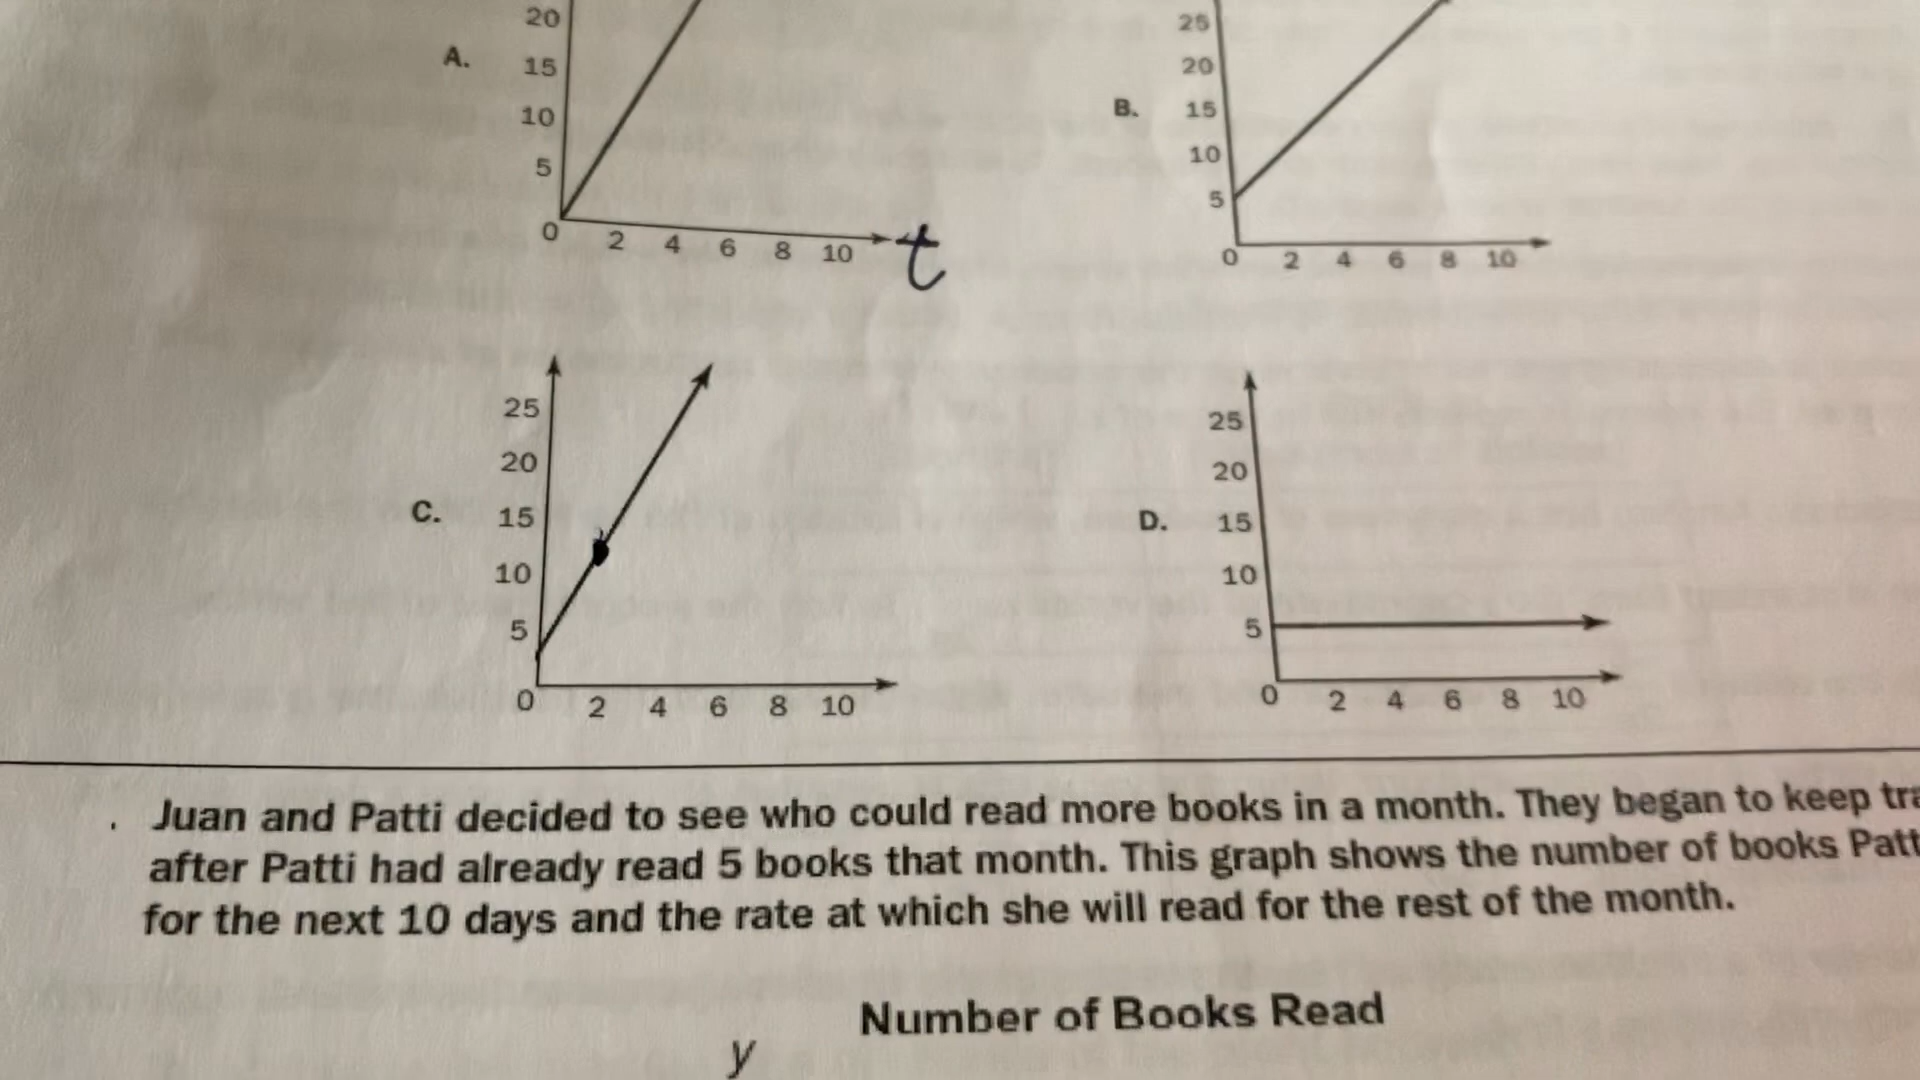 20
25
A. 15
20
10
B. 15
5
10
5
0 2 4 6 8 10 t
0 2 4 6 8 10
25
25
20
20
C. 15
D. 15
10
10
5
5
0 2 4 6 8 10
0 2 4 6 8 10
. Juan and Patti decided to see who could read more books in a month. They began to keep tra
after Patti had already read 5 books that month. This graph shows the number of books Patt
for the next 10 days and the rate at which she will read for the rest of the month.
Number of Books Read
y